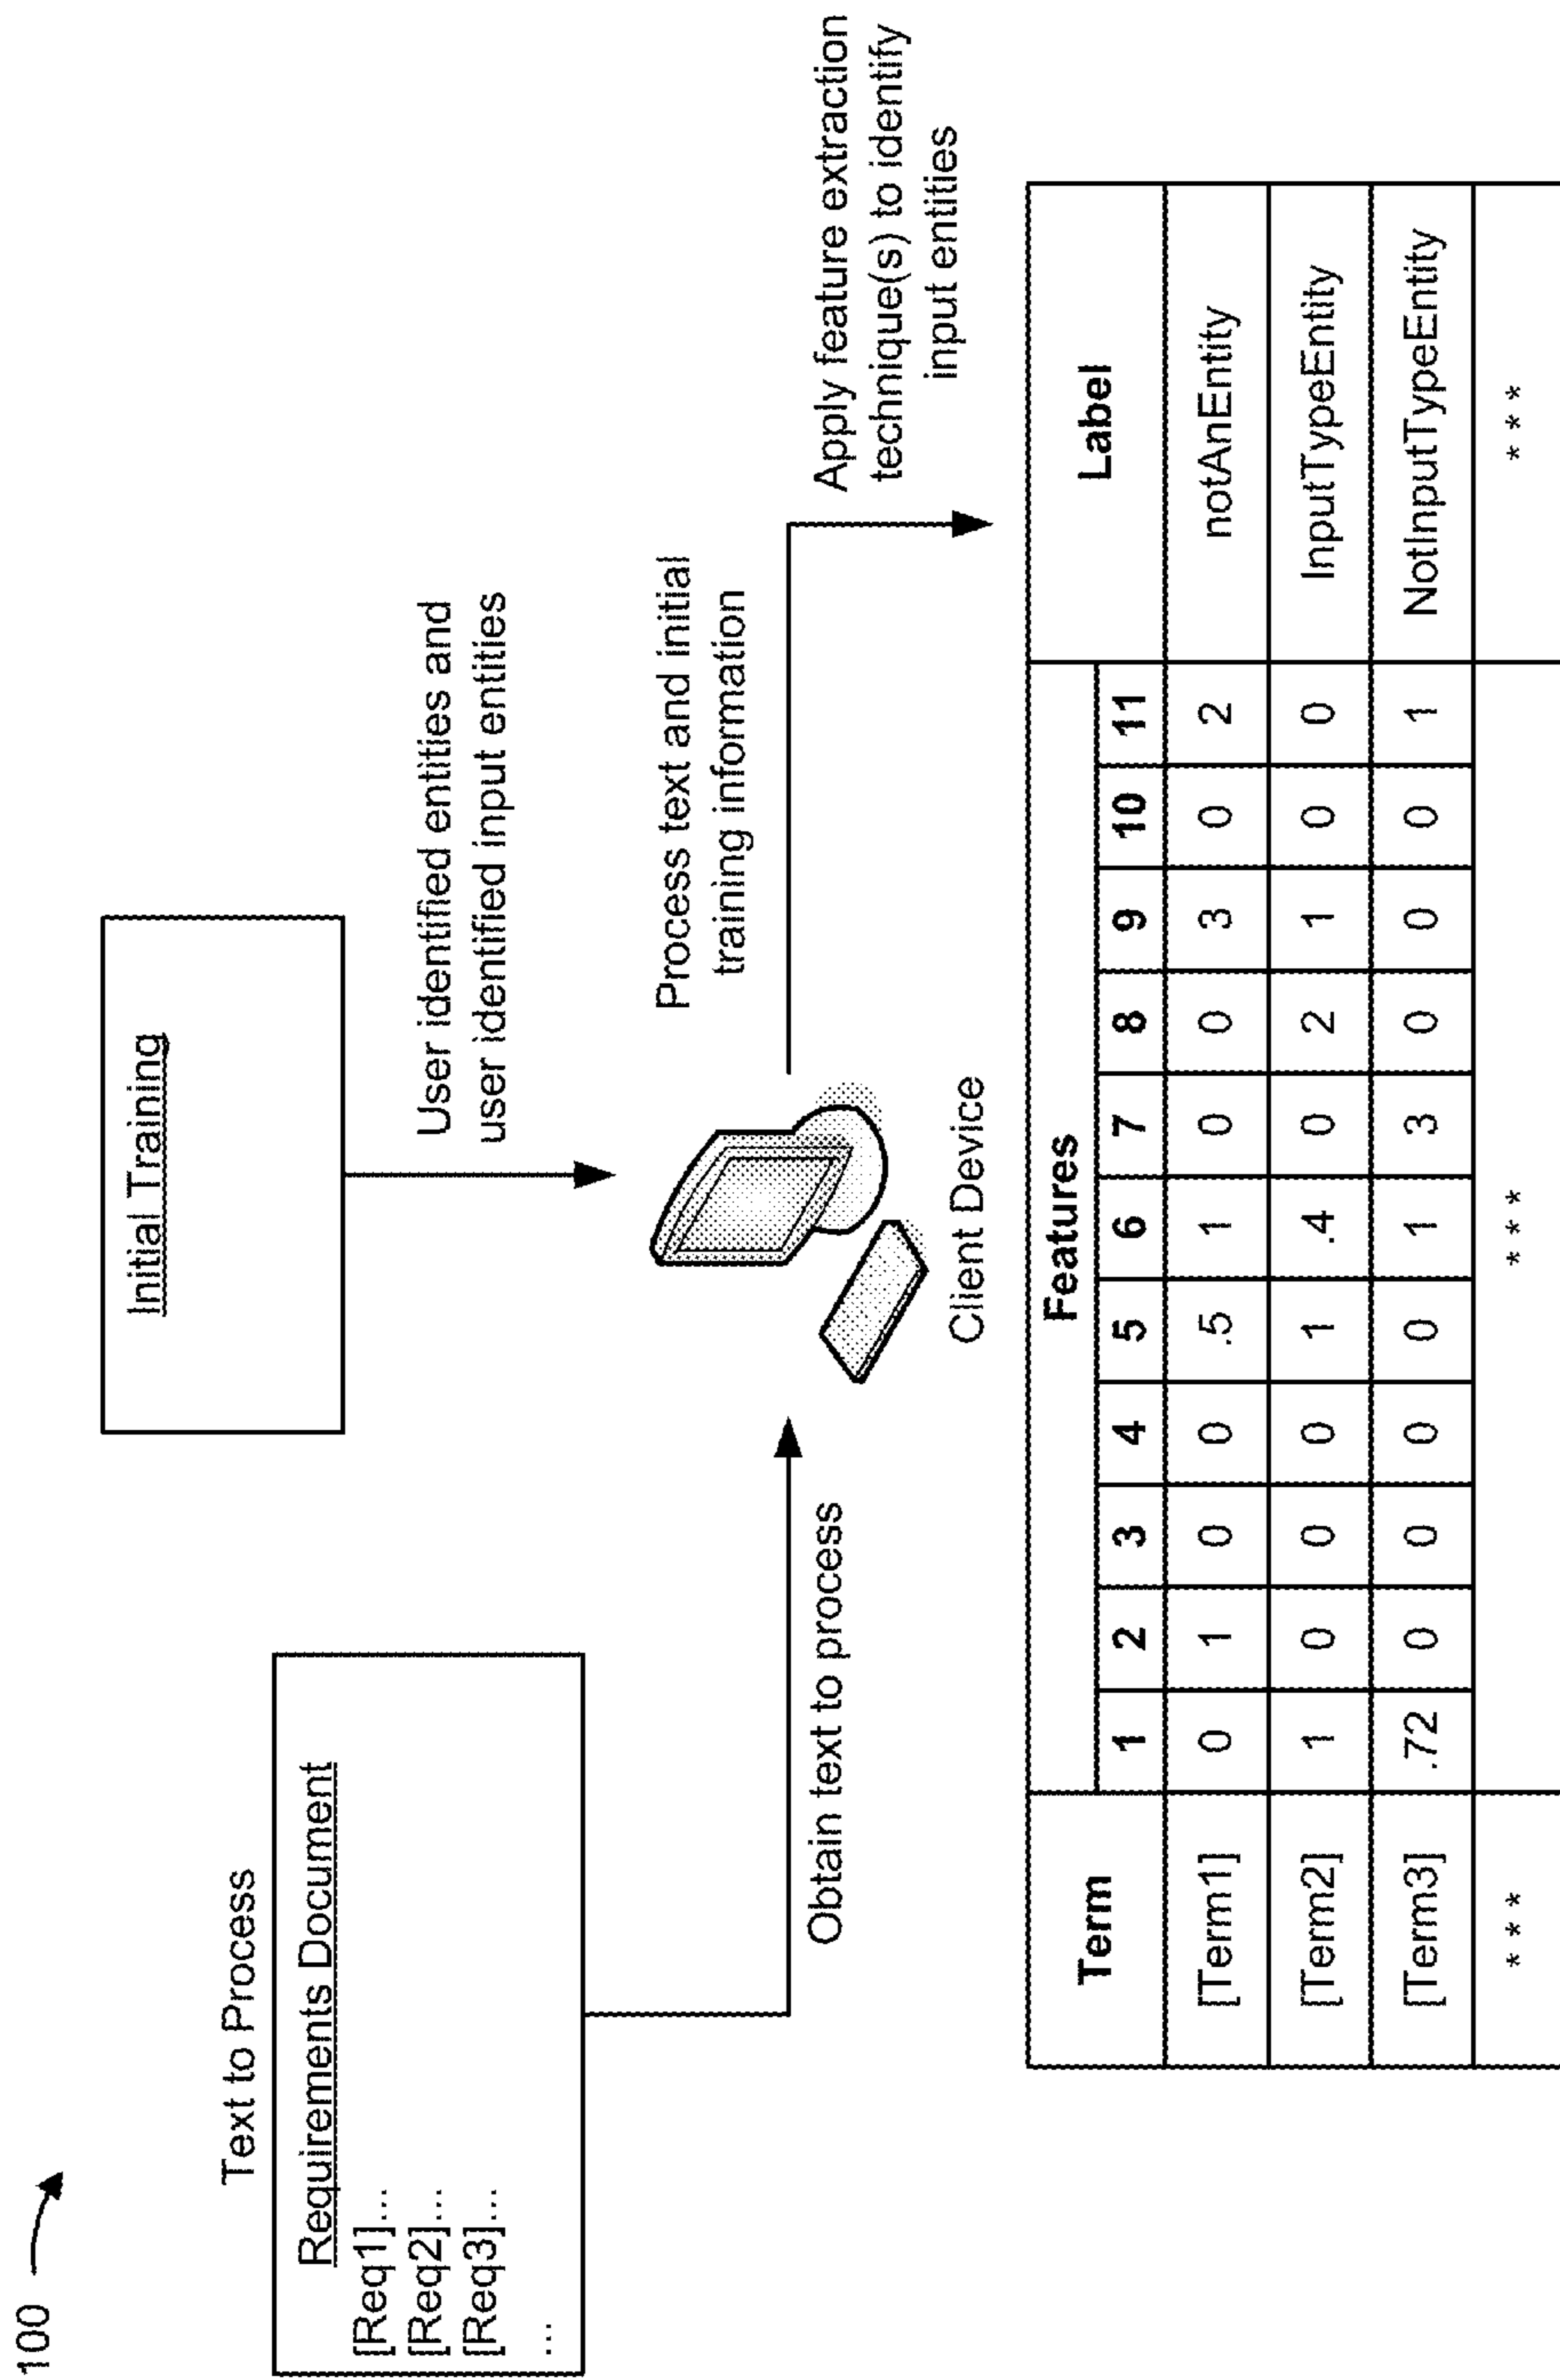 100
Text to Process
Requirements Document
[Req1]...
[Req2]...
[Req3]...
...
Initial Training
User identified entities and
user identified input entities
Obtain text to process
Client Device
Process text and initial
training information
Apply feature extraction
technique(s) to identify
input entities
Term Features Label
1 2 3 4 5 6 7 8 9 10 11
[Term1] 0 1 0 0 .5 1 0 0 3 0 2 notAnEntity
[Term2] 1 0 0 0 1 .4 0 2 1 0 0 InputTypeEntity
[Term3] .72 0 0 0 0 1 3 0 0 0 1 NotInputTypeEntity
*** *** ***